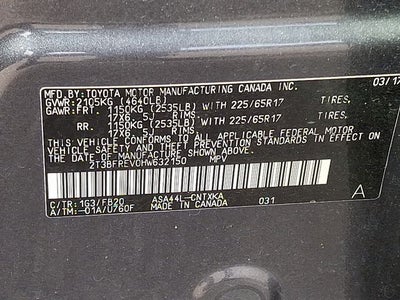 MFD. BY: TOYOTA MOTOR MANUFACTURING CANADA INC. 03/17
GVWR: 2105KG (4640LB)
GAWR: FRT. 1150KG (2535LB) WITH 225/65R17 TIRES,
17X6.5J RIMS
RR. 1150KG (2535LB) WITH 225/65R17 TIRES,
17X6.5J RIMS
THIS VEHICLE CONFORMS TO ALL APPLICABLE FEDERAL MOTOR
VEHICLE SAFETY AND THEFT PREVENTION STANDARDS IN EFFECT
ON THE DATE OF MANUFACTURE SHOWN ABOVE.
2T3BFREV0HW632150 MPV
C/TR: 1G3/FB20 ASA44L-CNTXKA A
A/TM: -01A/U760F MADE IN CANADA 031